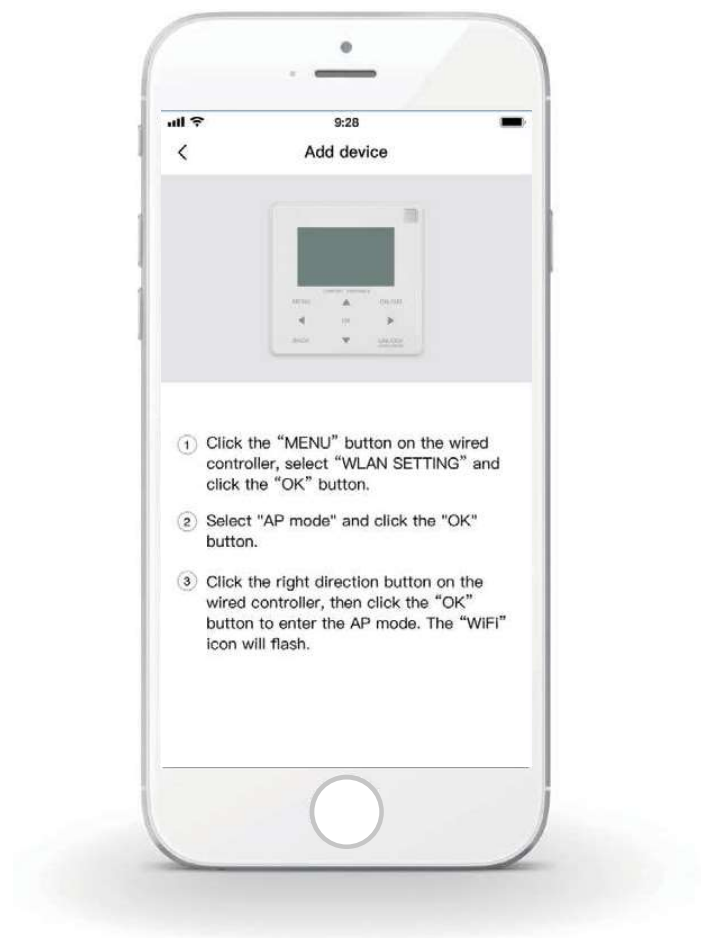 9:28
Add device
MENU
ON/OFF
OK
BACK
UNLOCK
1 Click the “MENU” button on the wired
controller, select “WLAN SETTING” and
click the “OK” button.
2 Select "AP mode" and click the "OK"
button.
3 Click the right direction button on the
wired controller, then click the “OK”
button to enter the AP mode. The “WiFi”
icon will flash.